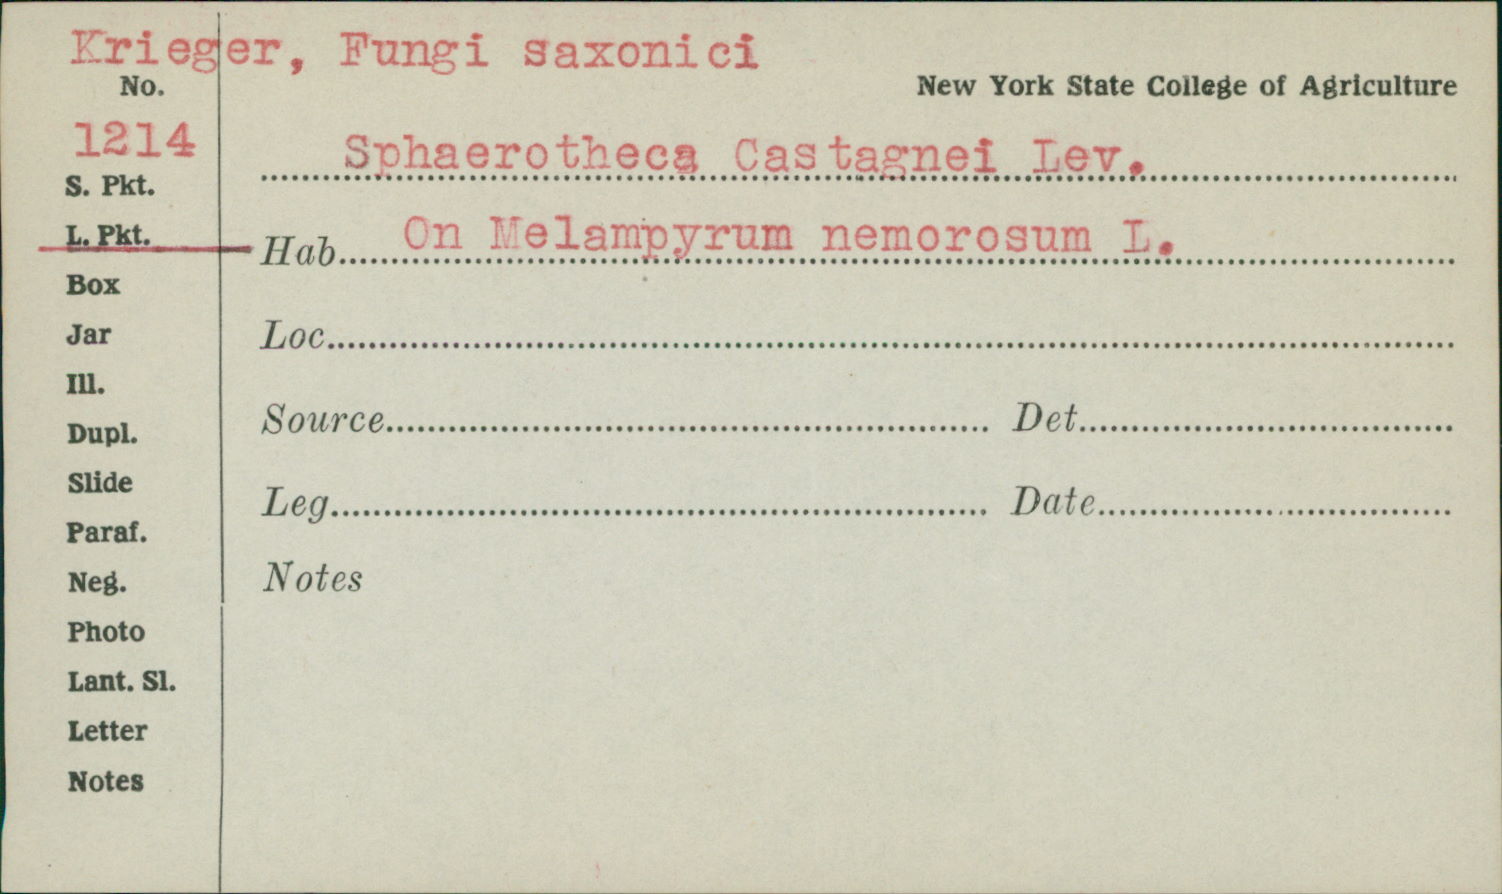 Krieger, Fungi saxonici
No.
New York State College of Agriculture
1214
Sphaerotheca Castagnei Lev.
S. Pkt.
L. Pkt.
Hab. On Melampyrum nemorosum L.
Box
Jar
Loc.
Ill.
Source Det.
Dupl.
Slide
Leg. Date
Paraf.
Neg.
Notes
Photo
Lant. Sl.
Letter
Notes